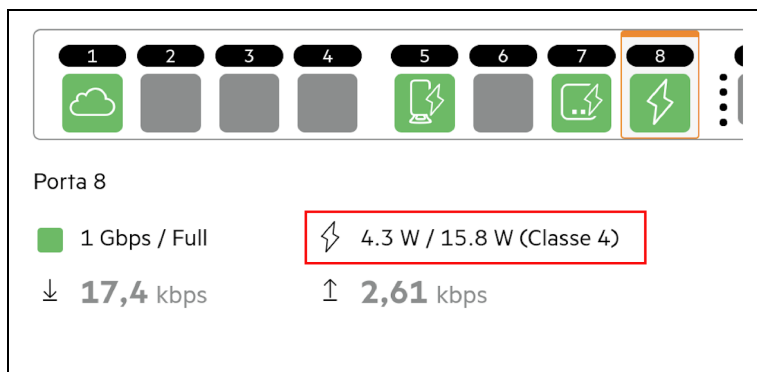 1 2 3 4 5 6 7 8
Porta 8
1 Gbps / Full 4.3 W / 15.8 W (Classe 4)
17,4 kbps 2,61 kbps